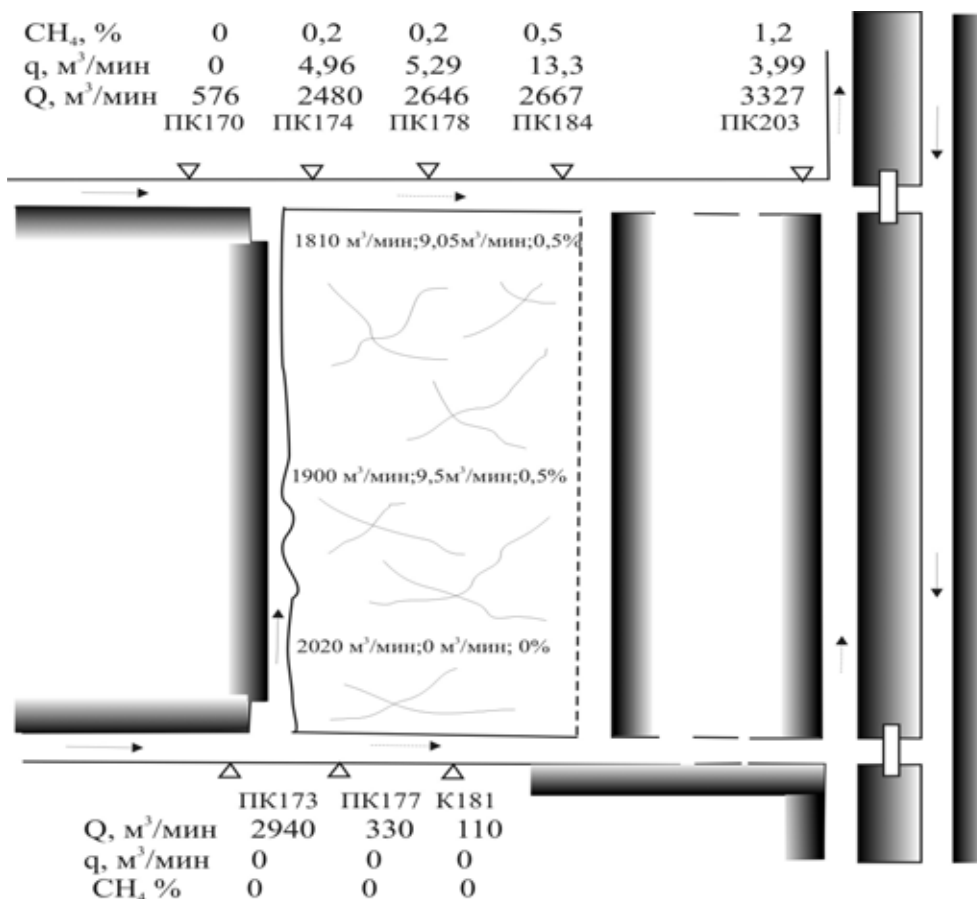 CH₄, % 0 0,2 0,2 0,5 1,2
q, м³/мин 0 4,96 5,29 13,3 3,99
Q, м³/мин 576 2480 2646 2667 3327
ПК170 ПК174 ПК178 ПК184 ПК203
1810 м³/мин;9,05м³/мин;0,5%
1900 м³/мин;9,5м³/мин;0,5%
2020 м³/мин;0 м³/мин; 0%
ПК173 ПК177 К181
Q, м³/мин 2940 330 110
q, м³/мин 0 0 0
CH₄ % 0 0 0